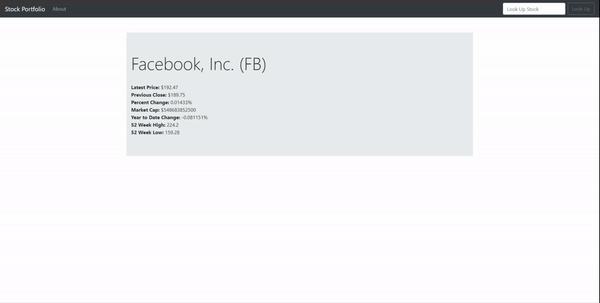 Stock Portfolio About Look Up Stock Look Up
Facebook, Inc. (FB)
Latest Price: $192.47
Previous Close: $189.75
Percent Change: 0.01433%
Market Cap: $548683852500
Year to Date Change: -0.081151%
52 Week High: 224.2
52 Week Low: 159.28